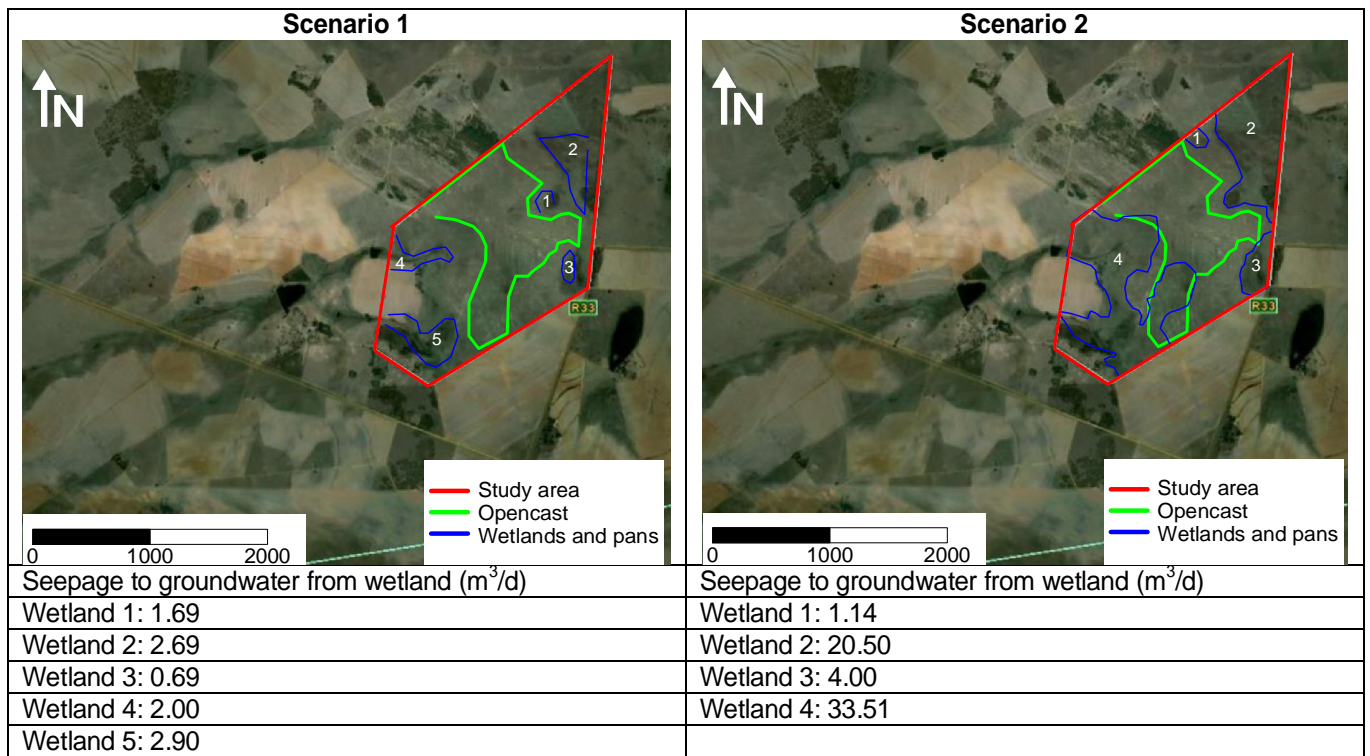 Scenario 1
N
1
2
3
4
5
R33
Study area
Opencast
Wetlands and pans
0 1000 2000
Seepage to groundwater from wetland (m³/d)
Wetland 1: 1.69
Wetland 2: 2.69
Wetland 3: 0.69
Wetland 4: 2.00
Wetland 5: 2.90
Scenario 2
N
1
2
3
4
R33
Study area
Opencast
Wetlands and pans
0 1000 2000
Seepage to groundwater from wetland (m³/d)
Wetland 1: 1.14
Wetland 2: 20.50
Wetland 3: 4.00
Wetland 4: 33.51